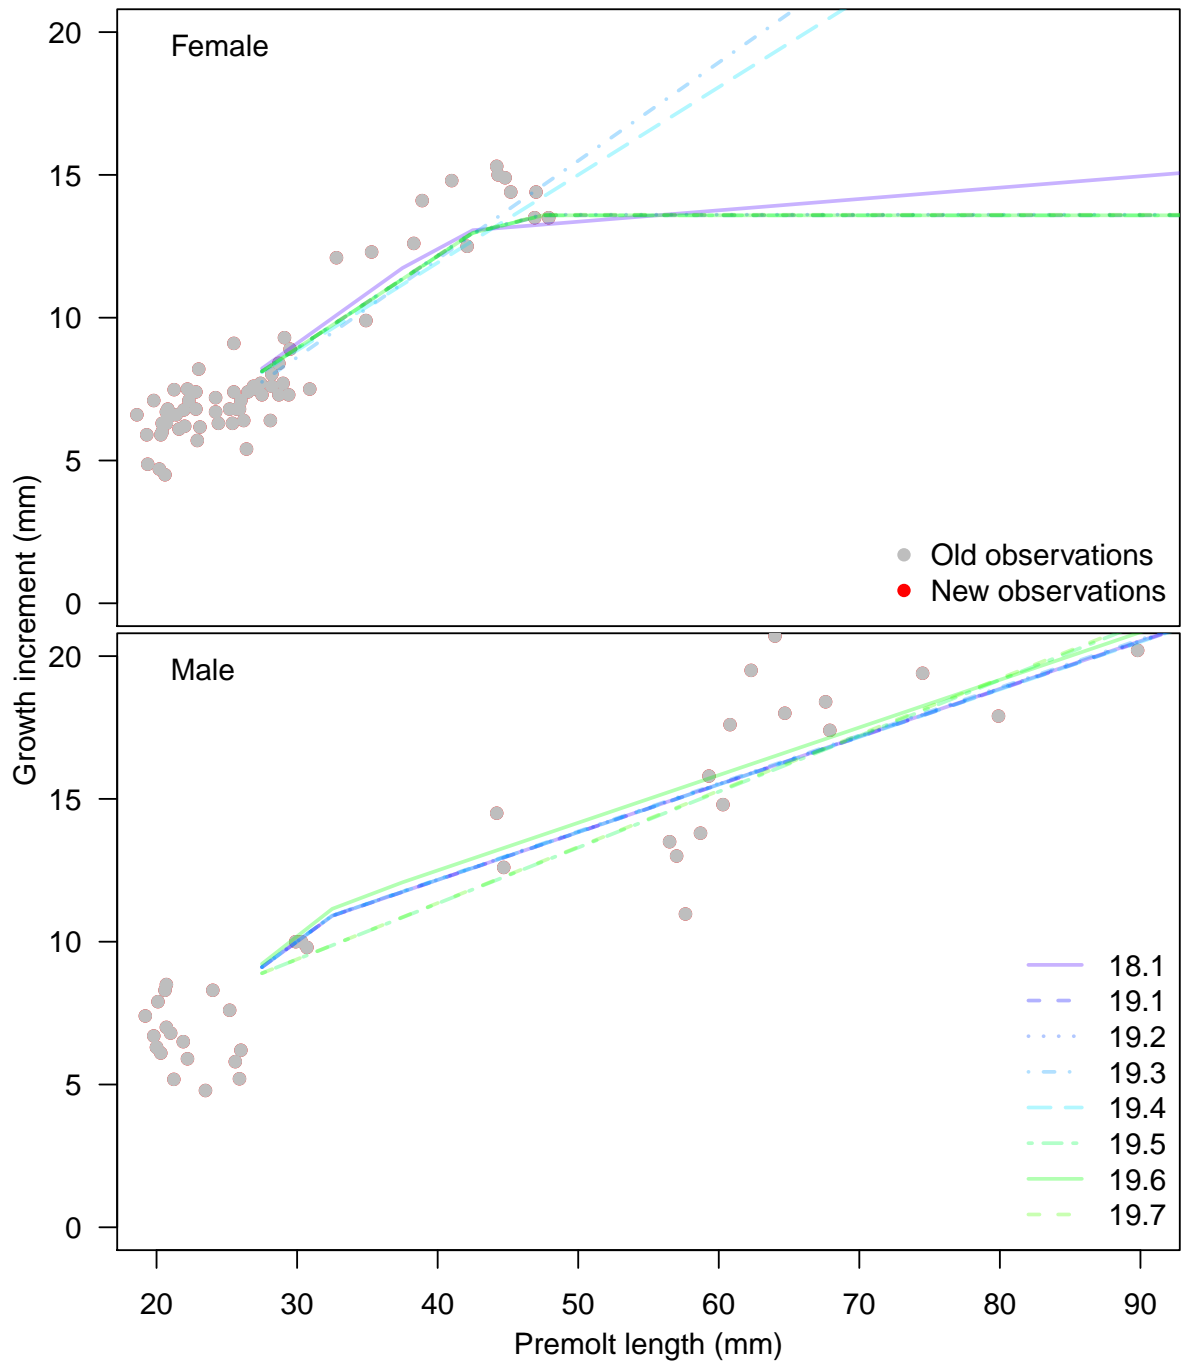 20
Female
15
10
5
0
Old observations
New observations
Growth increment (mm)
20
Male
15
10
5
0
18.1
19.1
19.2
19.3
19.4
19.5
19.6
19.7
20 30 40 50 60 70 80 90
Premolt length (mm)